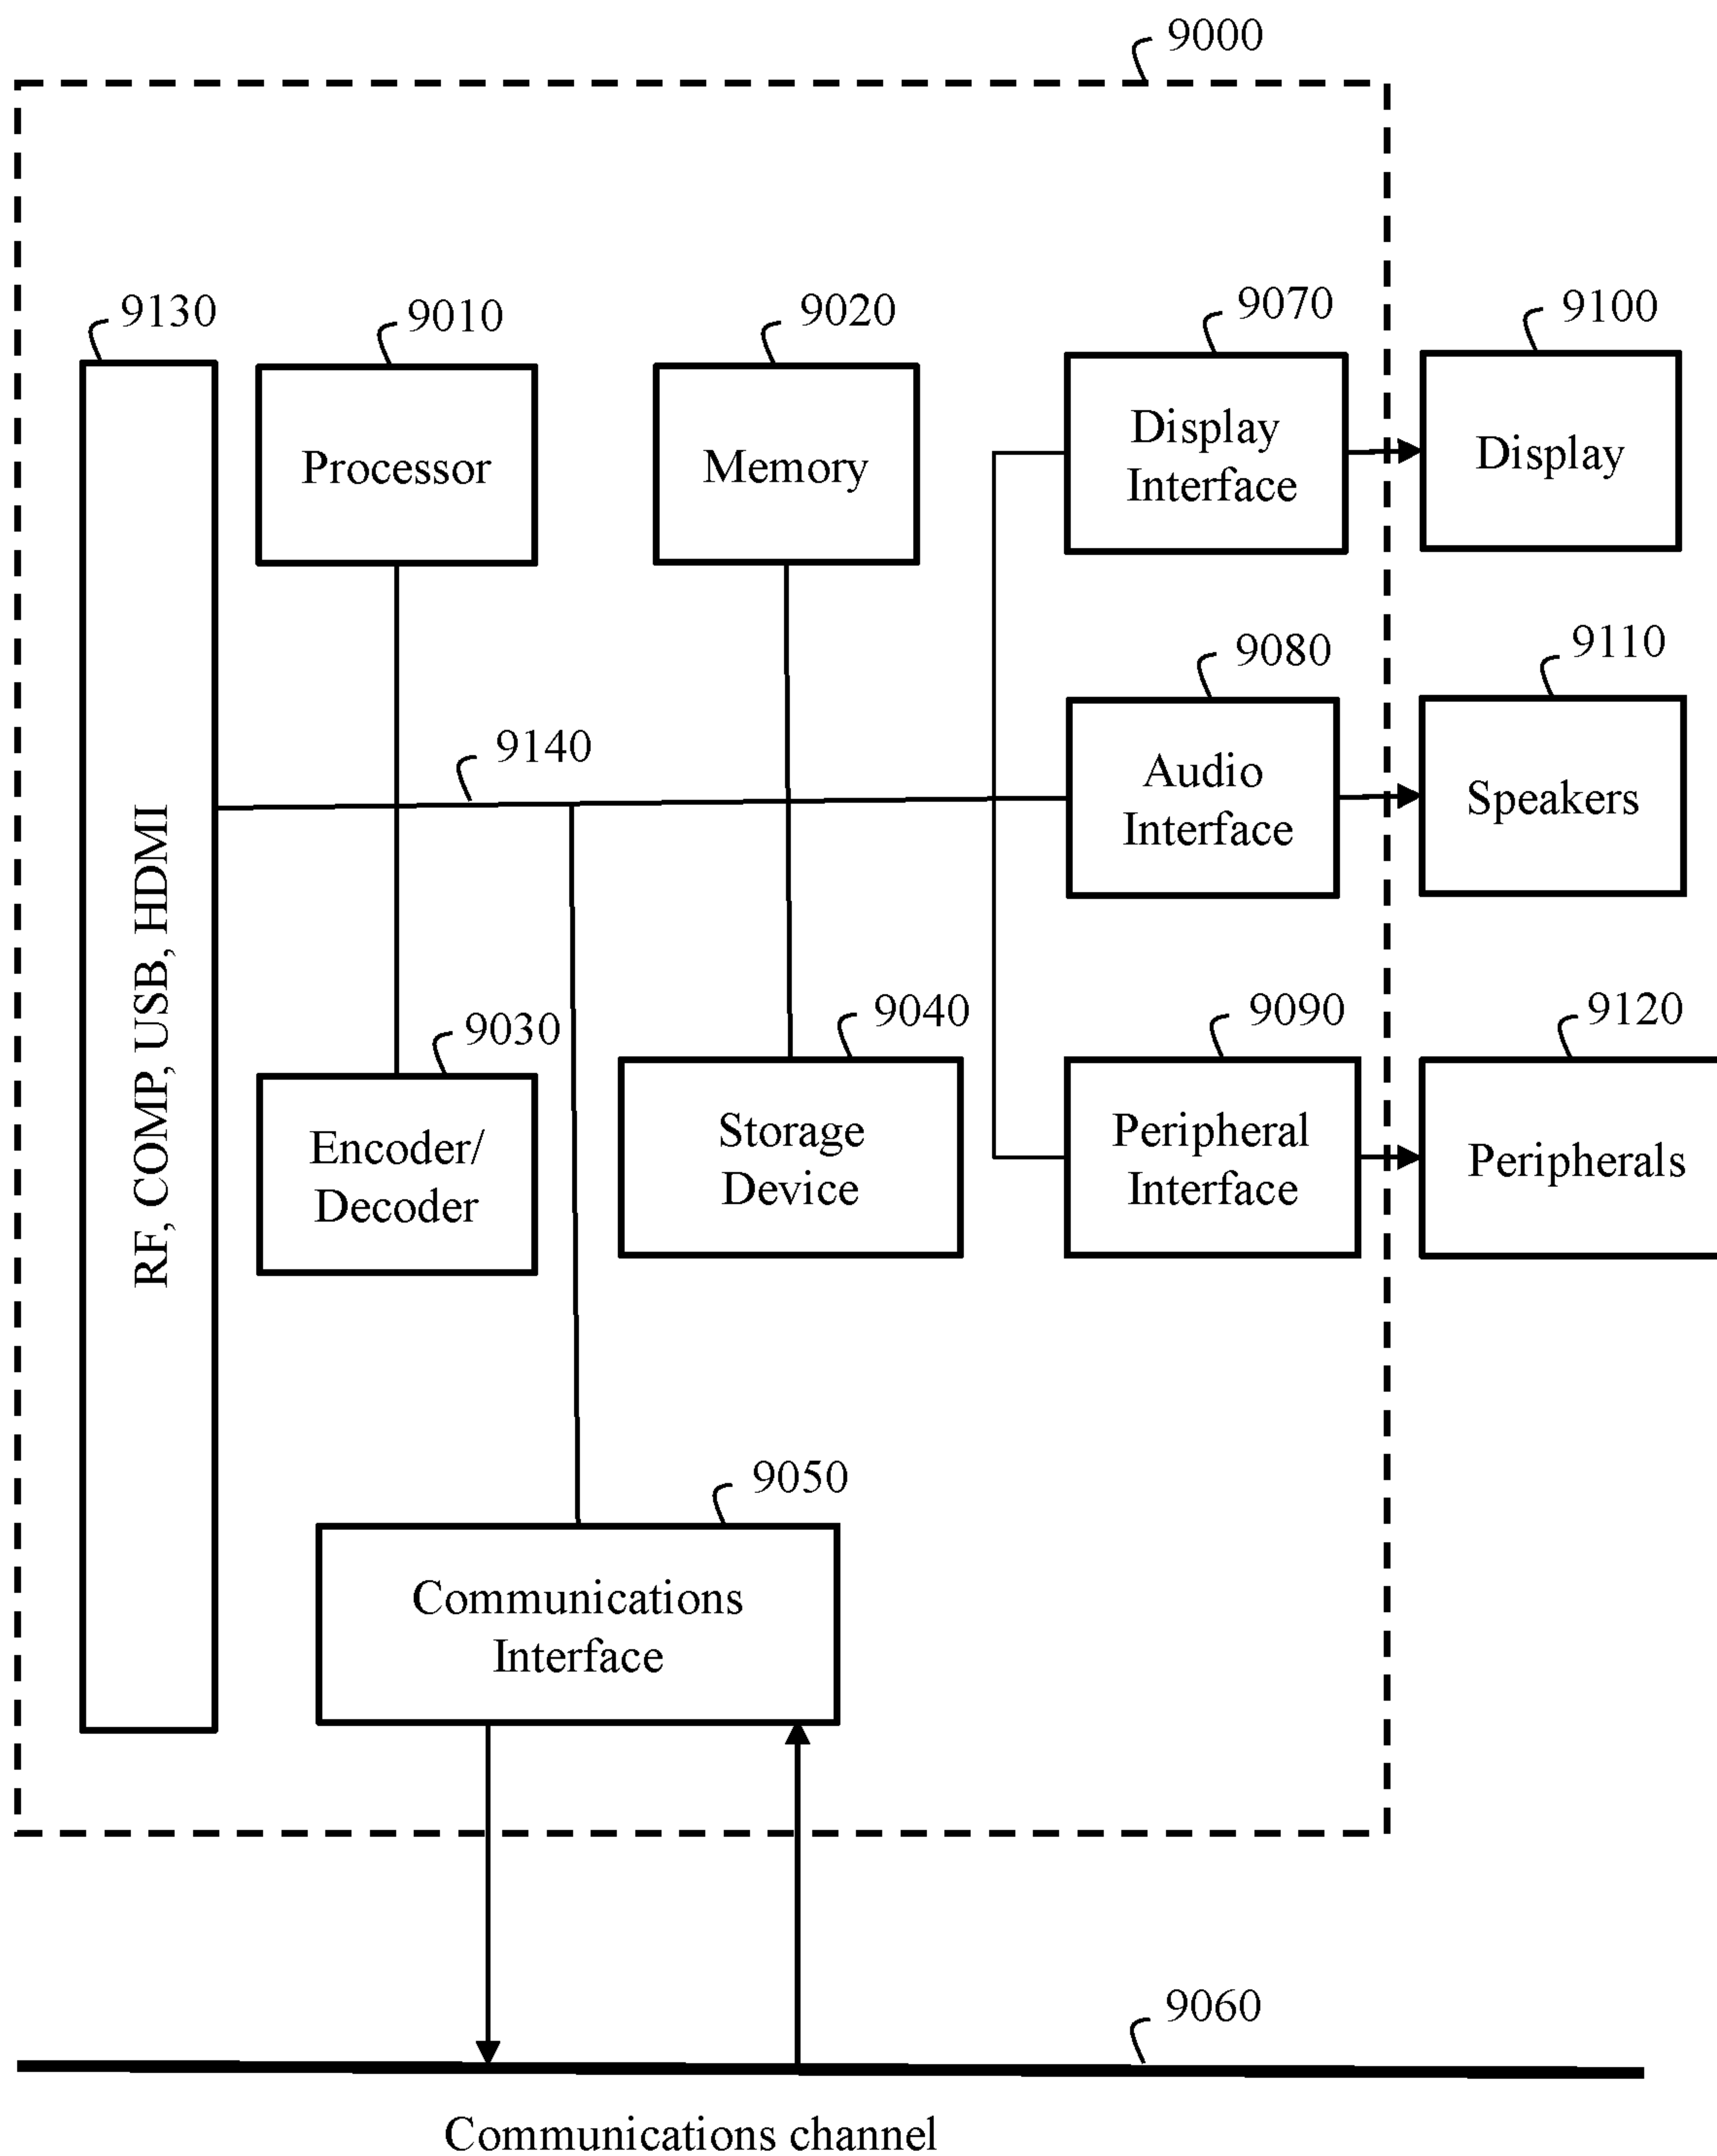 9000
9130
9010
9020
9070
9100
Processor
Memory
Display
Interface
Display
9140
9080
9110
Audio
Interface
Speakers
RF, COMP, USB, HDMI
9030
9040
9090
9120
Encoder/
Decoder
Storage
Device
Peripheral
Interface
Peripherals
9050
Communications
Interface
9060
Communications channel